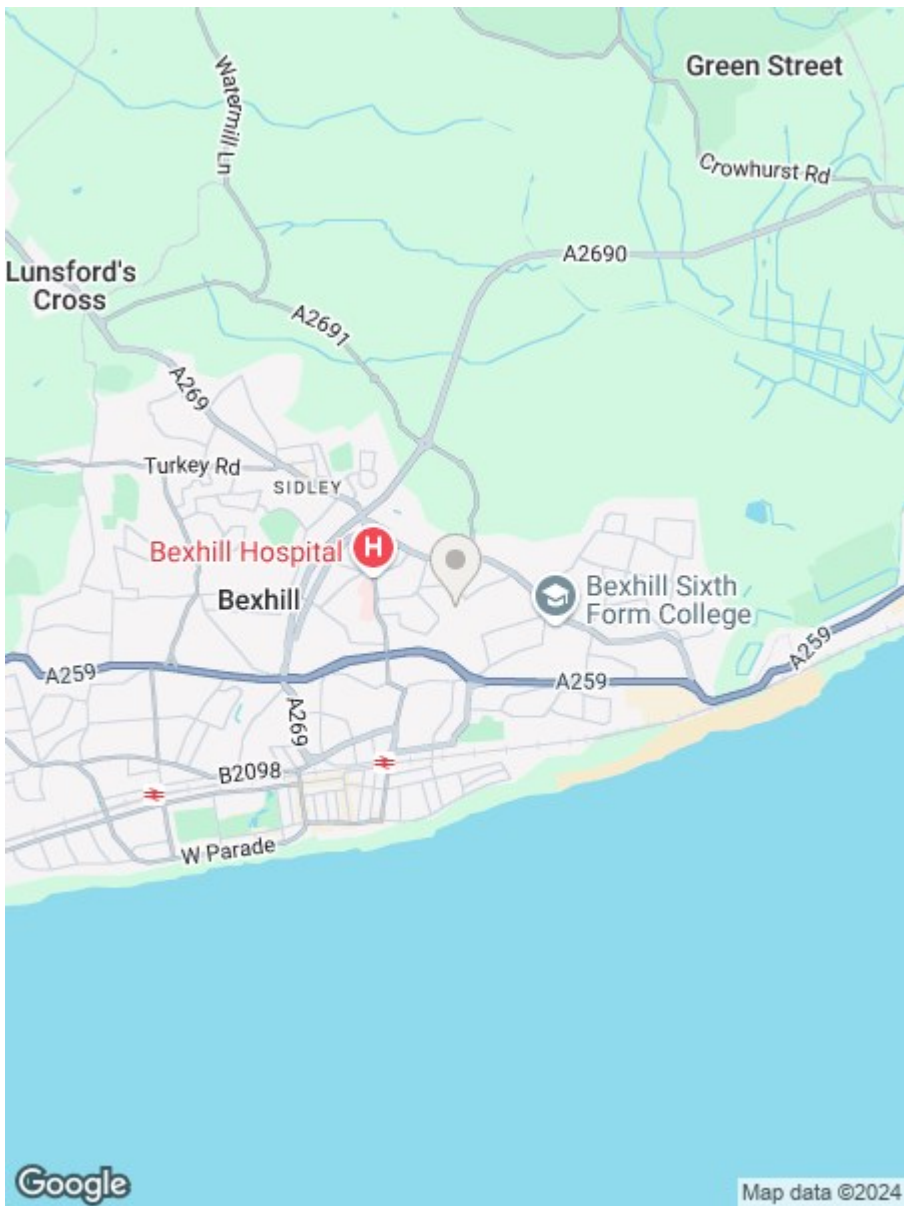 Green Street
Watermill Ln
Crowhurst Rd
A2690
Lunsford's
Cross
A2691
A269
Turkey Rd
SIDLEY
Bexhill Hospital
H
Bexhill
Bexhill Sixth
Form College
A259
A259
A259
A269
B2098
W Parade
Google
Map data ©2024